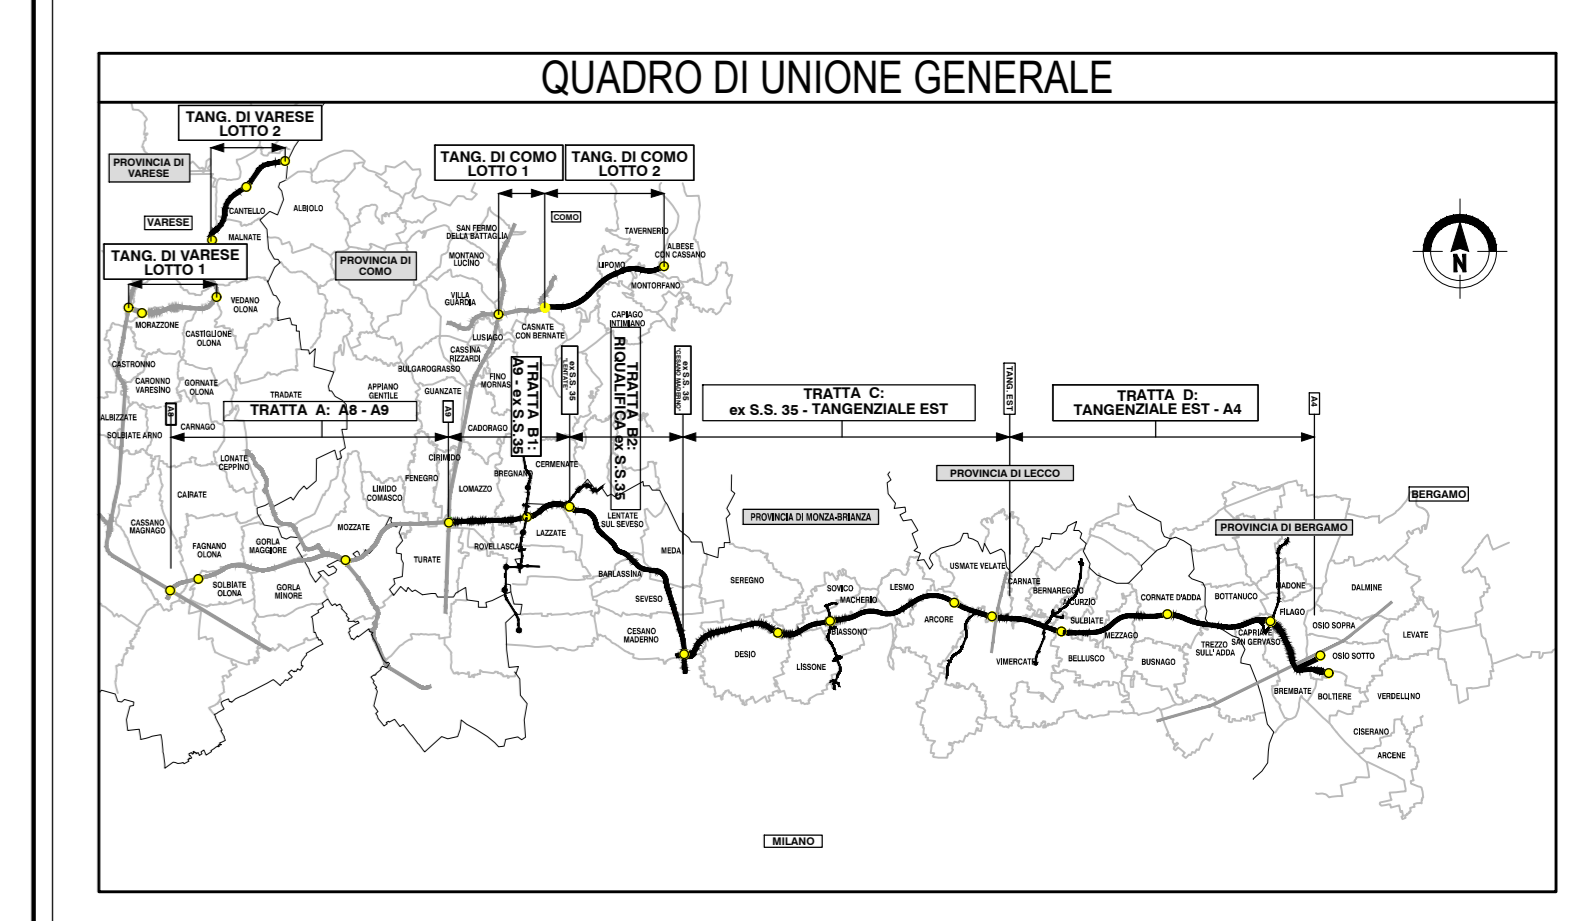 QUADRO DI UNIONE GENERALE
TANG. DI VARESE
LOTTO 2
PROVINCIA DI
VARESE
VARESE
CANTELLO
ALBIOLO
MALNATE
TANG. DI VARESE
LOTTO 1
PROVINCIA DI
COMO
TANG. DI COMO
LOTTO 1
TANG. DI COMO
LOTTO 2
COMO
SAN FERMO
DELLA BATTAGLIA
TAVERNERIO
ALBESE
CON CASSANO
MONTANO
LUCINO
LIPOMO
MONTORFANO
VILLA
GUARDIA
VEDANO
OLONA
MORAZZONE
CASTIGLIONE
OLONA
LUSIAGO
CASNATE
CON BERNATE
CAPIAGO
INTIMIANO
CASSINA
RIZZARDI
BULGAROGRASSO
FINO
MORNAS
CASTRONNO
CARONNO
VARESINO
GORNATE
OLONA
TRADATE
APPIANO
GENTILE
GUANZATE
ALBIZZATE
SOLBIATE ARNO
CARNAGO
A8
TRATTA A: A8 - A9
A9
CADORAGO
CIRIMIDO
TRATTA B1:
A9 - ex S.S.35
ex S.S. 35
"LENTATE"
TRATTA B2:
RIQUALIFICA ex S.S.35
ex S.S. 35
"CESANO MADERNO"
TRATTA C:
ex S.S. 35 - TANGENZIALE EST
TANG. EST
TRATTA D:
TANGENZIALE EST - A4
A4
N
LONATE
CEPPINO
CAIRATE
LIMIDO
COMASCO
FENEGRO
LOMAZZO
BREGNANO
CERMENATE
LENTATE
SUL SEVESO
PROVINCIA DI LECCO
PROVINCIA DI MONZA-BRIANZA
PROVINCIA DI BERGAMO
BERGAMO
CASSANO
MAGNAGO
FAGNANO
OLONA
GORLA
MAGGIORE
MOZZATE
TURATE
ROVELLASCA
LAZZATE
MEDA
SOLBIATE
OLONA
GORLA
MINORE
BARLASSINA
SEVESO
CESANO
MADERNO
SEREGNO
DESIO
SOVICO
MACHERIO
BIASSONO
LISSONE
LESMO
ARCORE
USMATE VELATE
CARNATE
BERNAREGGIO
AICURZIO
SULBIATE
MEZZAGO
VIMERCATE
BELLUSCO
BUSNAGO
CORNATE D'ADDA
BOTTANUCO
TREZZO
SULL' ADDA
CAPRIATE
SAN GERVASO
MADONE
FILAGO
DALMINE
OSIO SOPRA
OSIO SOTTO
LEVATE
BREMBATE
BOLTIERE
VERDELLINO
CISERANO
ARCENE
MILANO